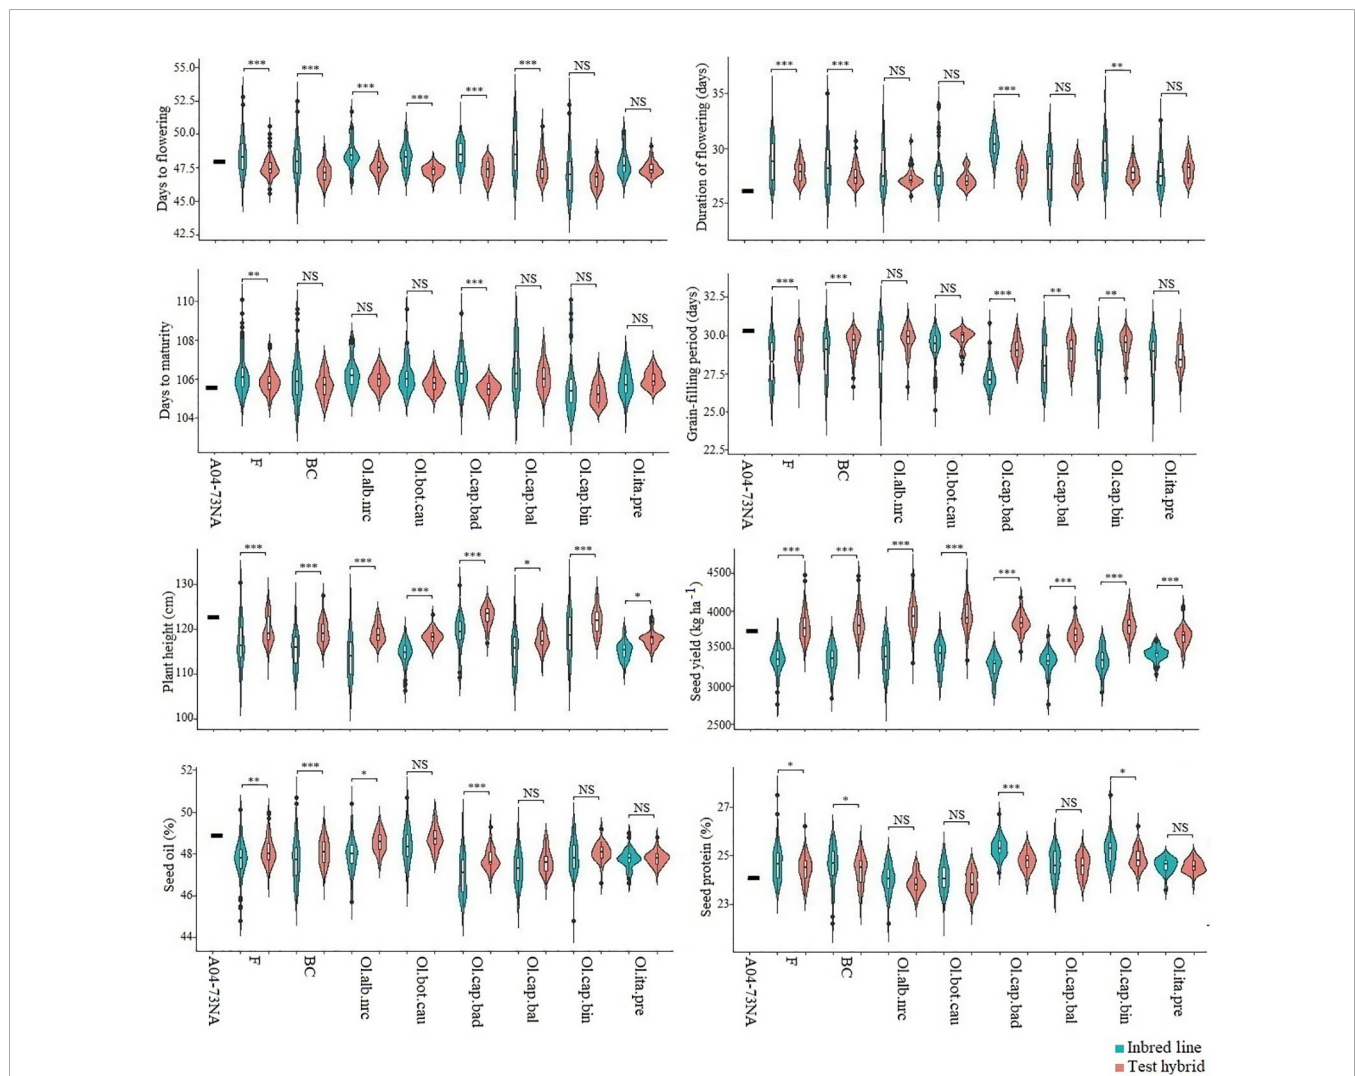 Days to flowering
55.0
52.5
50.0
47.5
45.0
42.5
*** *** *** *** *** *** NS NS
Duration of flowering (days)
35
30
25
*** *** NS NS *** NS ** NS
Days to maturity
110
108
106
104
** NS NS NS *** NS NS NS
Grain-filling period (days)
32.5
30.0
27.5
25.0
22.5
*** *** NS NS *** ** ** NS
A04-73NA F BC Ol.alb.nrc Ol.bot.cau Ol.cap.bad Ol.cap.bal Ol.cap.bin Ol.ita.pre
A04-73NA F BC Ol.alb.nrc Ol.bot.cau Ol.cap.bad Ol.cap.bal Ol.cap.bin Ol.ita.pre
Plant height (cm)
130
120
110
100
*** *** *** *** *** * *** *
Seed yield (kg ha-1)
4500
4000
3500
3000
2500
*** *** *** *** *** *** *** ***
Seed oil (%)
52
50
48
46
44
** *** * NS *** NS NS NS
Seed protein (%)
27
25
23
* * NS NS *** NS * NS
A04-73NA F BC Ol.alb.nrc Ol.bot.cau Ol.cap.bad Ol.cap.bal Ol.cap.bin Ol.ita.pre
A04-73NA F BC Ol.alb.nrc Ol.bot.cau Ol.cap.bad Ol.cap.bal Ol.cap.bin Ol.ita.pre
Inbred line
Test hybrid